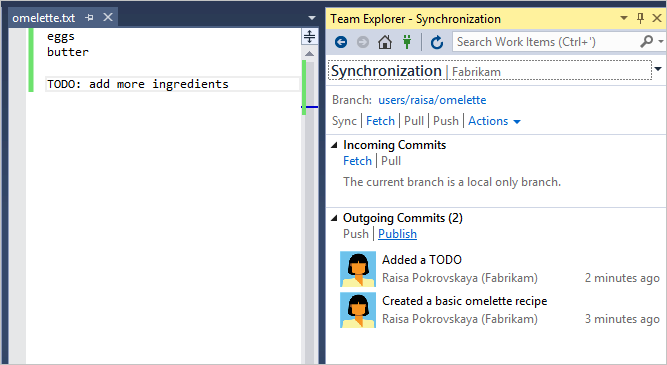 omelette.txt
eggs
butter
TODO: add more ingredients
Team Explorer - Synchronization
Search Work Items (Ctrl+')
Synchronization | Fabrikam
Branch: users/raisa/omelette
Sync | Fetch | Pull | Push | Actions
Incoming Commits
Fetch | Pull
The current branch is a local only branch.
Outgoing Commits (2)
Push | Publish
Added a TODO
Raisa Pokrovskaya (Fabrikam) 2 minutes ago
Created a basic omelette recipe
Raisa Pokrovskaya (Fabrikam) 3 minutes ago